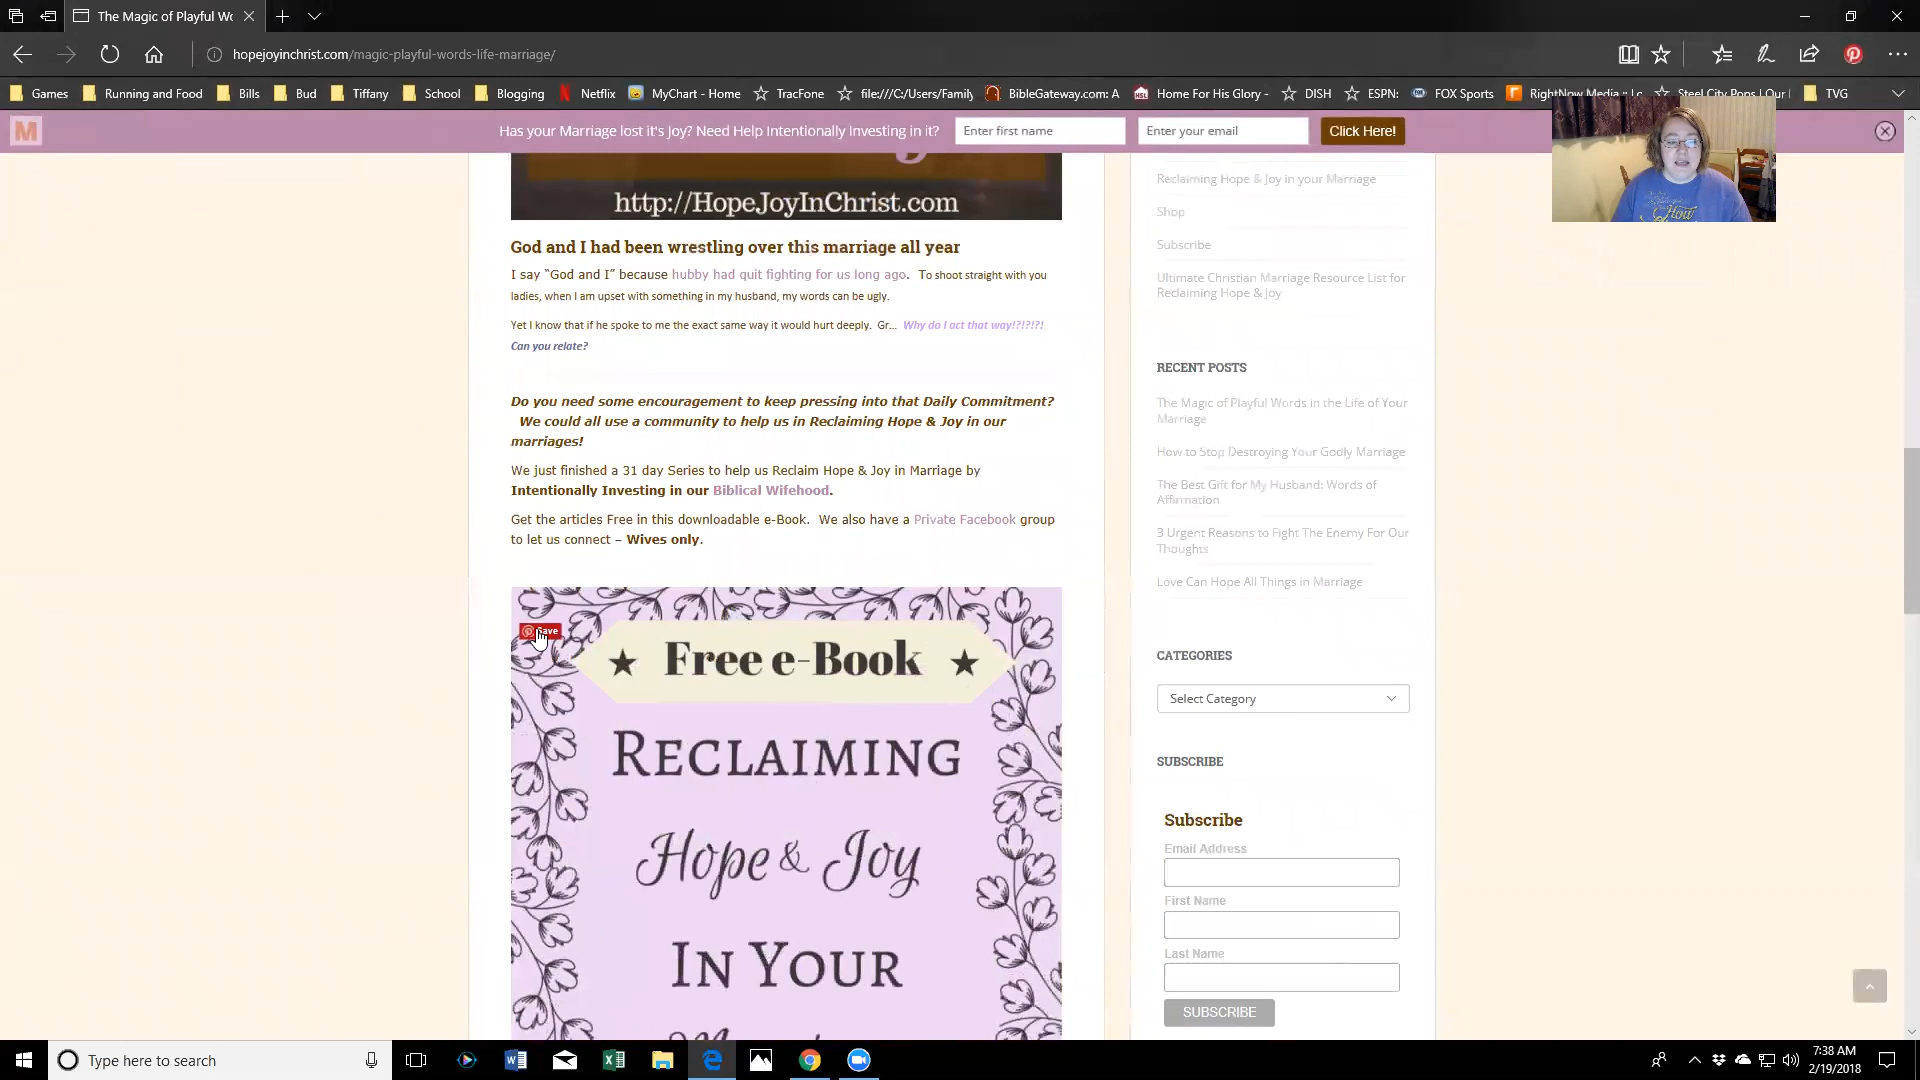 The Magic of Playful Wo
hopejoyinchrist.com/magic-playful-words-life-marriage/
Games
Running and Food
Bills
Bud
Tiffany
School
Blogging
Netflix
MyChart - Home
TracFone
file:///C:/Users/Family
BibleGateway.com: A
Home For His Glory -
DISH
ESPN:
FOX Sports
RightNow Media :: Lo
Steel City Pops | Our
TVG
M
Has your Marriage lost it's Joy? Need Help Intentionally Investing in it?
Enter first name
Enter your email
Click Here!
http://HopeJoyInChrist.com
God and I had been wrestling over this marriage all year
I say “God and I” because hubby had quit fighting for us long ago. To shoot straight with you
ladies, when I am upset with something in my husband, my words can be ugly.
Yet I know that if he spoke to me the exact same way it would hurt deeply. Gr... Why do I act that way!?!?!?!
Can you relate?
Do you need some encouragement to keep pressing into that Daily Commitment?
We could all use a community to help us in Reclaiming Hope & Joy in our
marriages!
We just finished a 31 day Series to help us Reclaim Hope & Joy in Marriage by
Intentionally Investing in our Biblical Wifehood.
Get the articles Free in this downloadable e-Book. We also have a Private Facebook group
to let us connect – Wives only.
Save
Free e-Book
RECLAIMING
Hope & Joy
IN YOUR
Reclaiming Hope & Joy in your Marriage
Shop
Subscribe
Ultimate Christian Marriage Resource List for
Reclaiming Hope & Joy
RECENT POSTS
The Magic of Playful Words in the Life of Your
Marriage
How to Stop Destroying Your Godly Marriage
The Best Gift for My Husband: Words of
Affirmation
3 Urgent Reasons to Fight The Enemy For Our
Thoughts
Love Can Hope All Things in Marriage
CATEGORIES
Select Category
SUBSCRIBE
Subscribe
Email Address
First Name
Last Name
SUBSCRIBE
Type here to search
7:38 AM
2/19/2018